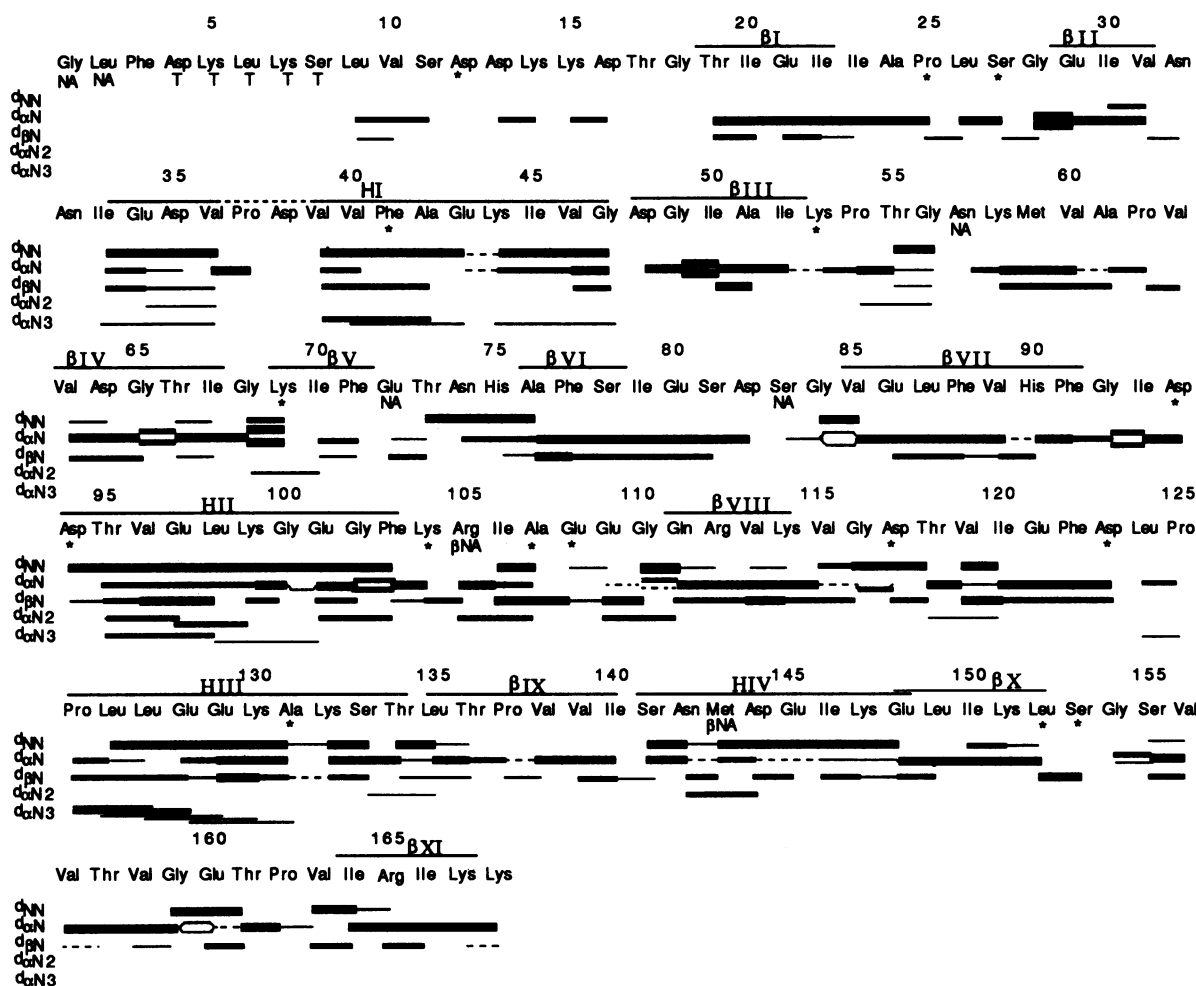 5 10 15 20 25 30
βI βII
Gly Leu Phe Asp Lys Leu Lys Ser Leu Val Ser Asp Asp Lys Lys Asp Thr Gly Thr Ile Glu Ile Ile Ala Pro Leu Ser Gly Glu Ile Val Asn
NA NA T T T T T * * *
dNN
dαN
dβN
dαN2
dαN3
35 40 45 50 55 60
HI βIII
Asn Ile Glu Asp Val Pro Asp Val Val Phe Ala Glu Lys Ile Val Gly Asp Gly Ile Ala Ile Lys Pro Thr Gly Asn Lys Met Val Ala Pro Val
* * NA
dNN
dαN
dβN
dαN2
dαN3
65 70 75 80 85 90
βIV βV βVI βVII
Val Asp Gly Thr Ile Gly Lys Ile Phe Glu Thr Asn His Ala Phe Ser Ile Glu Ser Asp Ser Gly Glu Leu Phe Val His Phe Gly Ile Asp
* NA NA *
dNN
dαN
dβN
dαN2
dαN3
95 100 105 110 115 120 125
HII βVIII
Asp Thr Val Glu Leu Lys Gly Glu Gly Phe Lys Arg Ile Ala Glu Glu Gly Gln Arg Val Lys Val Gly Asp Thr Val Ile Glu Phe Asp Leu Pro
* * βNA * * * *
dNN
dαN
dβN
dαN2
dαN3
130 135 140 145 150 155
HIII βIX HIV βX
Pro Leu Leu Glu Glu Lys Ala Lys Ser Thr Leu Thr Pro Val Val Ile Ser Asn Met Asp Glu Ile Lys Glu Leu Ile Lys Leu Ser Gly Ser Val
* βNA * *
dNN
dαN
dβN
dαN2
dαN3
160 165
βXI
Val Thr Val Gly Glu Thr Pro Val Ile Arg Ile Lys Lys
dNN
dαN
dβN
dαN2
dαN3